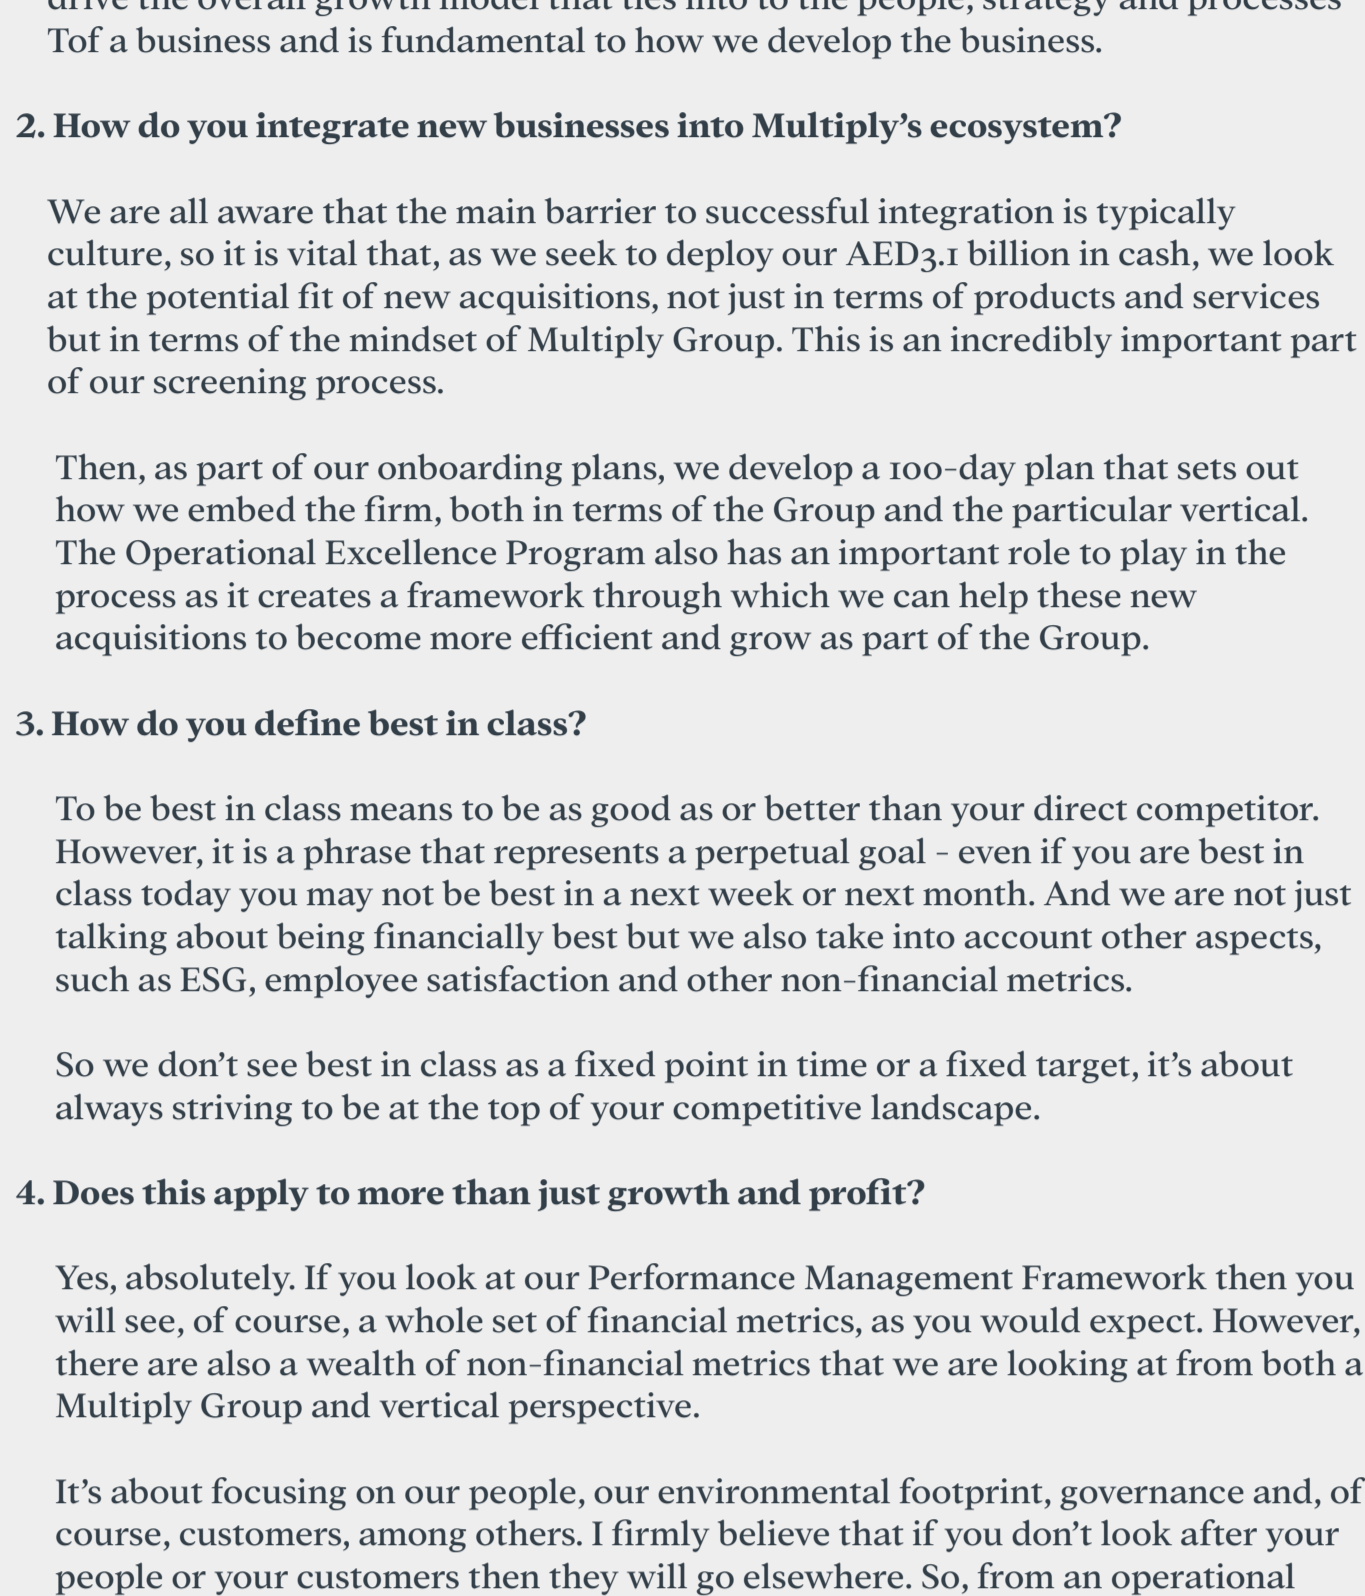 drive the overall growth model that ties into to the people, strategy and processes
Tof a business and is fundamental to how we develop the business.
2. How do you integrate new businesses into Multiply’s ecosystem?
We are all aware that the main barrier to successful integration is typically
culture, so it is vital that, as we seek to deploy our AED3.1 billion in cash, we look
at the potential fit of new acquisitions, not just in terms of products and services
but in terms of the mindset of Multiply Group. This is an incredibly important part
of our screening process.
Then, as part of our onboarding plans, we develop a 100-day plan that sets out
how we embed the firm, both in terms of the Group and the particular vertical.
The Operational Excellence Program also has an important role to play in the
process as it creates a framework through which we can help these new
acquisitions to become more efficient and grow as part of the Group.
3. How do you define best in class?
To be best in class means to be as good as or better than your direct competitor.
However, it is a phrase that represents a perpetual goal - even if you are best in
class today you may not be best in a next week or next month. And we are not just
talking about being financially best but we also take into account other aspects,
such as ESG, employee satisfaction and other non-financial metrics.
So we don’t see best in class as a fixed point in time or a fixed target, it’s about
always striving to be at the top of your competitive landscape.
4. Does this apply to more than just growth and profit?
Yes, absolutely. If you look at our Performance Management Framework then you
will see, of course, a whole set of financial metrics, as you would expect. However,
there are also a wealth of non-financial metrics that we are looking at from both a
Multiply Group and vertical perspective.
It’s about focusing on our people, our environmental footprint, governance and, of
course, customers, among others. I firmly believe that if you don’t look after your
people or your customers then they will go elsewhere. So, from an operational